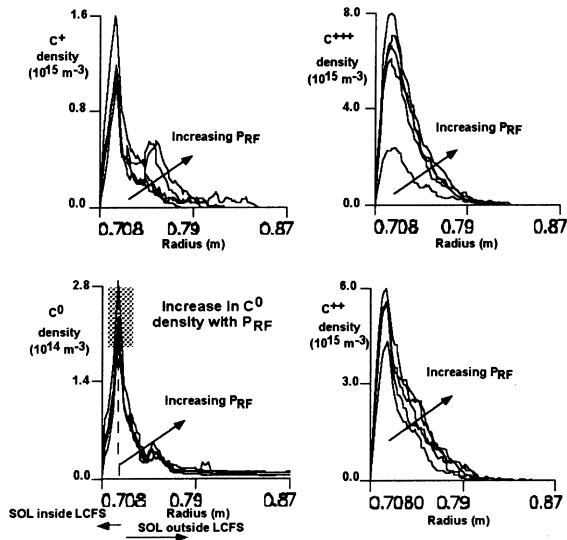 1.6
C+
density
(10^15 m-3)
0.8
Increasing PRF
0.0
0.708
0.79
0.87
Radius (m)
8.0
C+++
density
(10^15 m-3)
4.0
Increasing PRF
0.0
0.708
0.79
0.87
Radius (m)
2.8
C^0
density
(10^14 m-3)
Increase in C^0
density with PRF
1.4
Increasing PRF
0.0
0.708
0.79
0.87
SOL inside LCFS
Radius (m)
SOL outside LCFS
6.0
C++
density
(10^15 m-3)
3.0
Increasing PRF
0.0
0.7080
0.79
0.87
Radius (m)